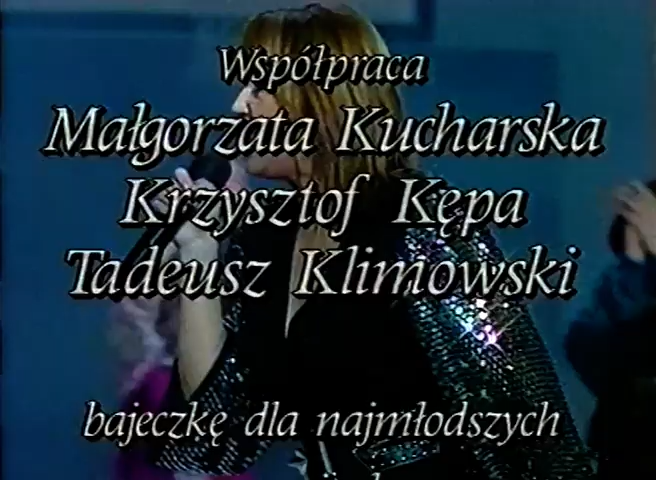 Współpraca
Małgorzata Kucharska
Krzysztof Kępa
Tadeusz Klimowski
bajeczkę dla najmłodszych